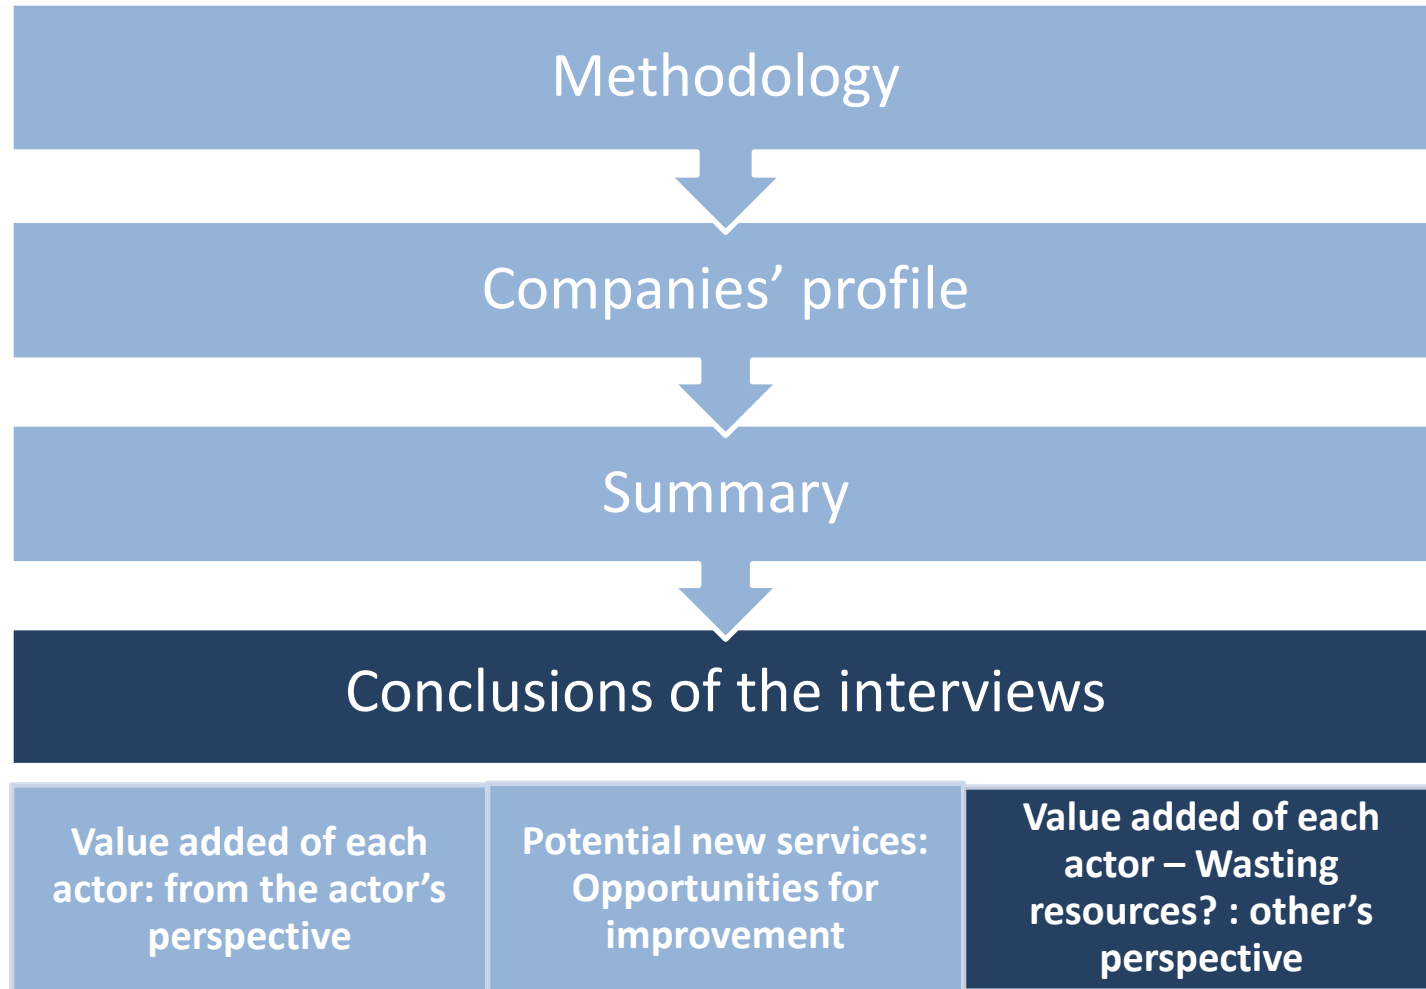 Methodology
Companies’ profile
Summary
Conclusions of the interviews
Value added of each
actor: from the actor’s
perspective
Potential new services:
Opportunities for
improvement
Value added of each
actor – Wasting
resources? : other’s
perspective